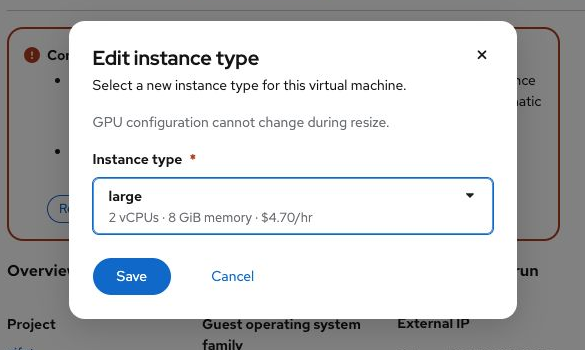 Edit instance type
Select a new instance type for this virtual machine.
GPU configuration cannot change during resize.
Instance type *
large
2 vCPUs · 8 GiB memory · $4.70/hr
Save
Cancel
Project
Guest operating system
family
External IP